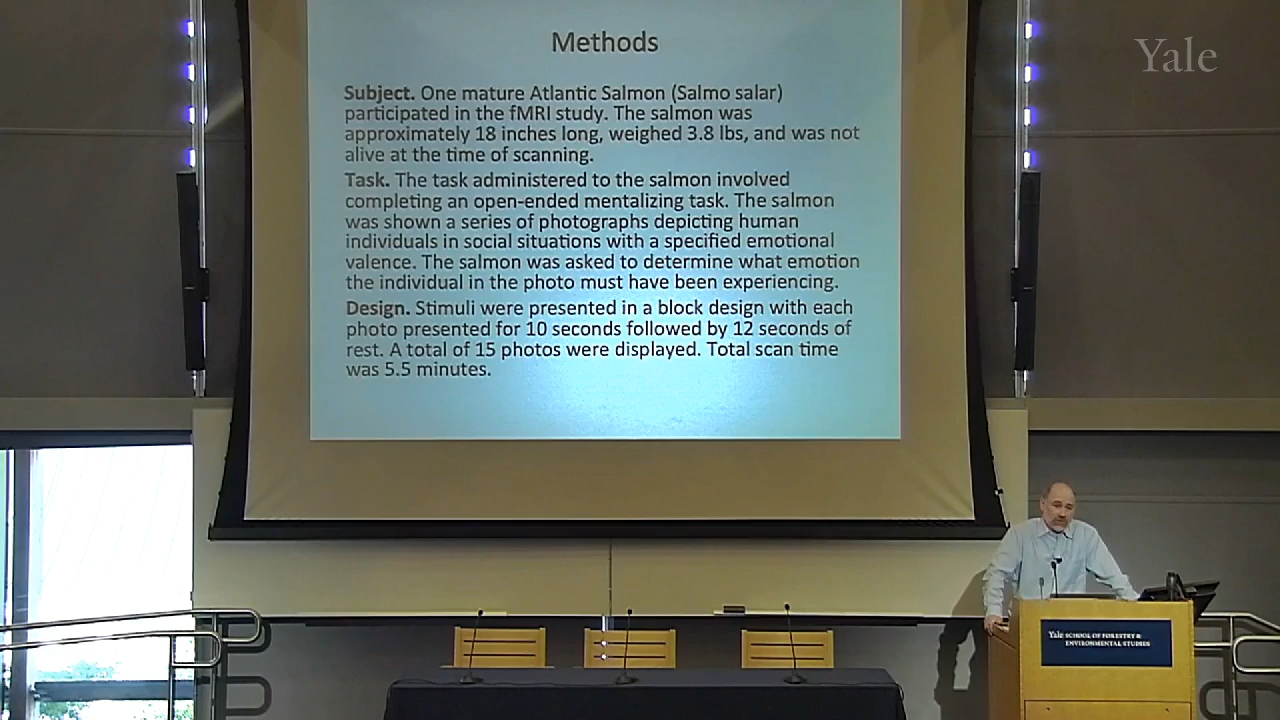 Methods
Yale
Subject. One mature Atlantic Salmon (Salmo salar)
participated in the fMRI study. The salmon was
approximately 18 inches long, weighed 3.8 lbs, and was not
alive at the time of scanning.
Task. The task administered to the salmon involved
completing an open-ended mentalizing task. The salmon
was shown a series of photographs depicting human
individuals in social situations with a specified emotional
valence. The salmon was asked to determine what emotion
the individual in the photo must have been experiencing.
Design. Stimuli were presented in a block design with each
photo presented for 10 seconds followed by 12 seconds of
rest. A total of 15 photos were displayed. Total scan time
was 5.5 minutes.
Yale SCHOOL OF FORESTRY &
ENVIRONMENTAL STUDIES